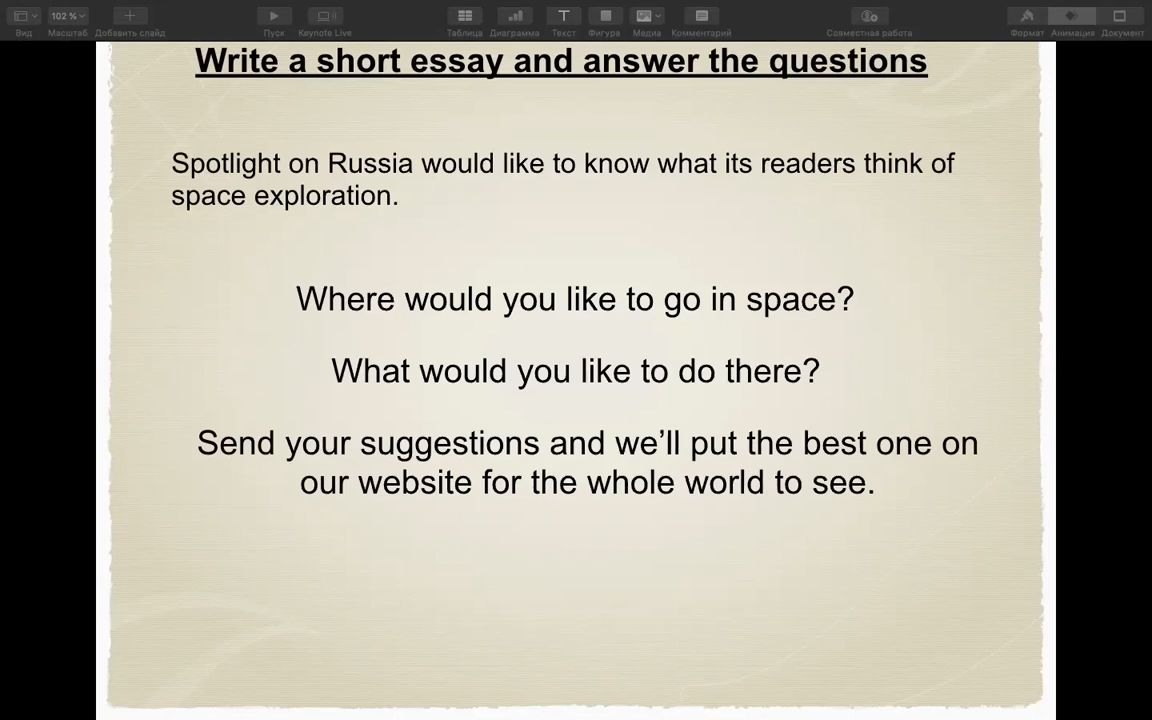 102 %
Вид
Масштаб
Добавить слайд
Пуск
Keynote Live
Таблица
Диаграмма
Текст
Фигура
Медиа
Комментарий
Совместная работа
Формат
Анимация
Документ
Write a short essay and answer the questions
Spotlight on Russia would like to know what its readers think of
space exploration.
Where would you like to go in space?
What would you like to do there?
Send your suggestions and we’ll put the best one on
our website for the whole world to see.